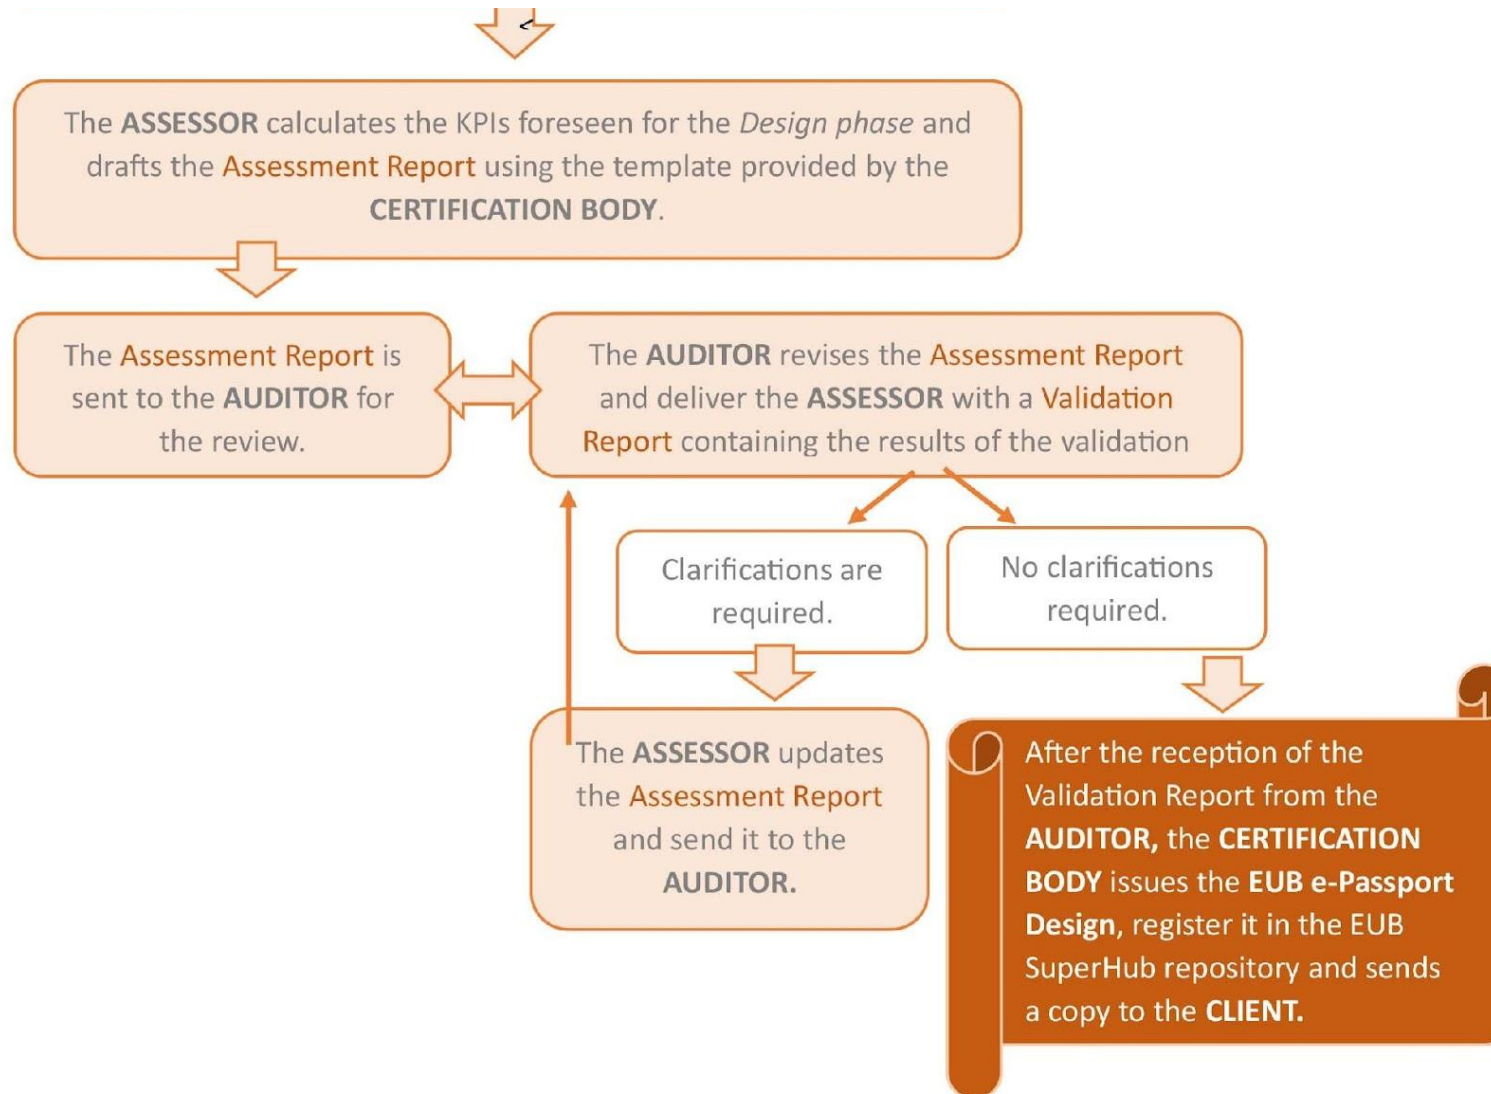 The ASSESSOR calculates the KPIs foreseen for the Design phase and
drafts the Assessment Report using the template provided by the
CERTIFICATION BODY.
The Assessment Report is
sent to the AUDITOR for
the review.
The AUDITOR revises the Assessment Report
and deliver the ASSESSOR with a Validation
Report containing the results of the validation
Clarifications are
required.
No clarifications
required.
The ASSESSOR updates
the Assessment Report
and send it to the
AUDITOR.
After the reception of the
Validation Report from the
AUDITOR, the CERTIFICATION
BODY issues the EUB e-Passport
Design, register it in the EUB
SuperHub repository and sends
a copy to the CLIENT.